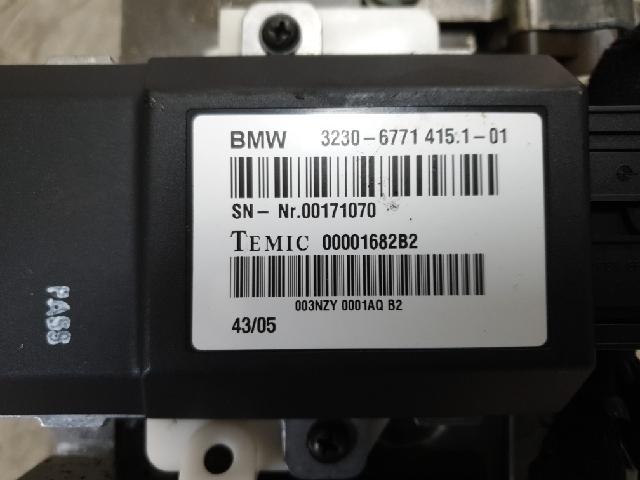 BMW 3230-6771 415.1-01
SN- Nr.00171070
TEMIC 00001682B2
003NZY 0001AQ B2
43/05
PASS